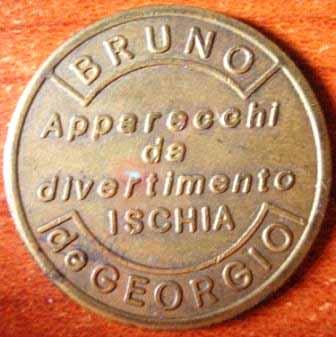 BRUNO
Apparecchi
da
divertimento
ISCHIA
de GEORGIO